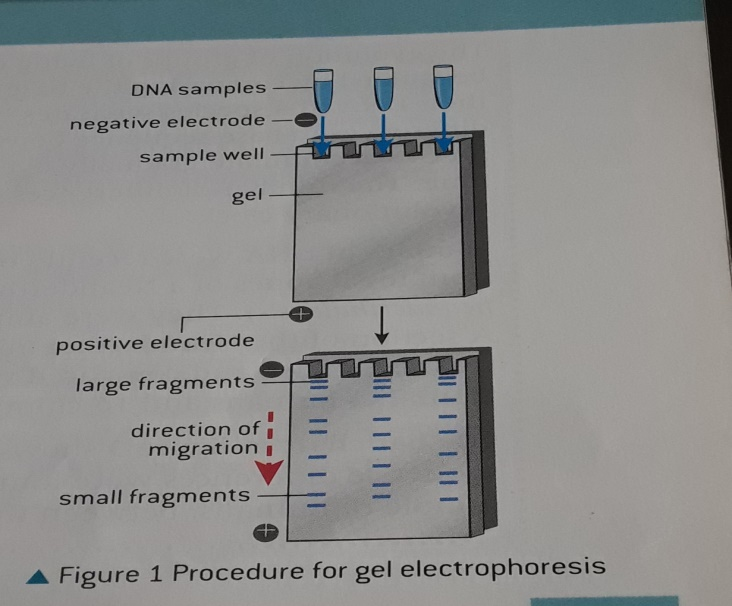 DNA samples
negative electrode
sample well
gel
positive electrode
large fragments
direction of
migration
small fragments
Figure 1 Procedure for gel electrophoresis